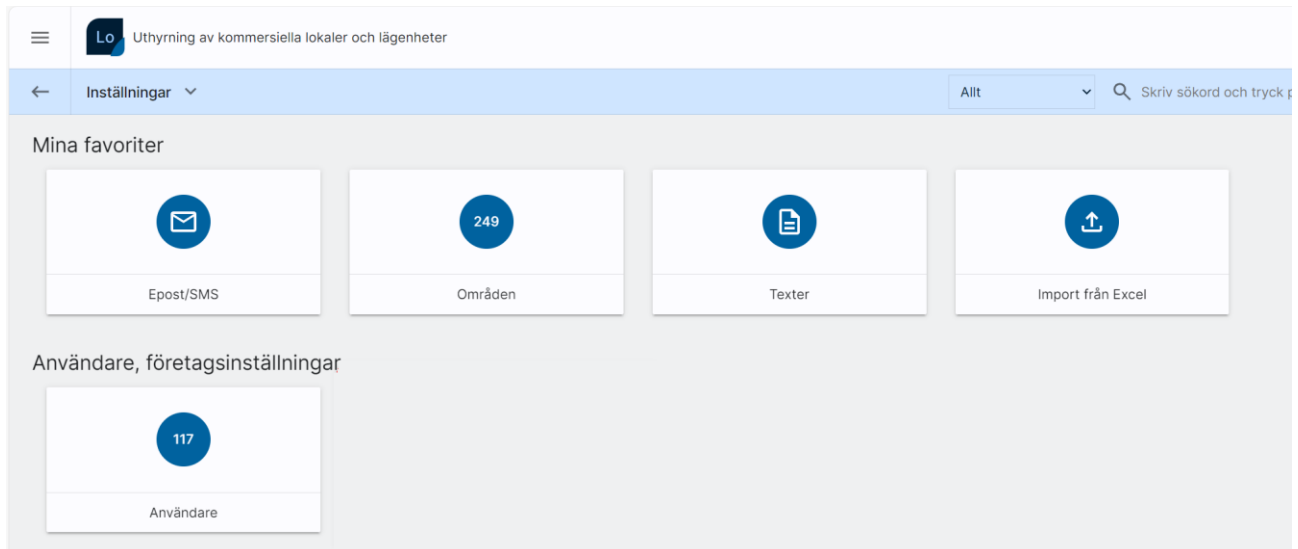 Lo Uthyrning av kommersiella lokaler och lägenheter
Inställningar Allt Skriv sökord och tryck
Mina favoriter
249
Epost/SMS Områden Texter Import från Excel
Användare, företagsinställningar
117
Användare